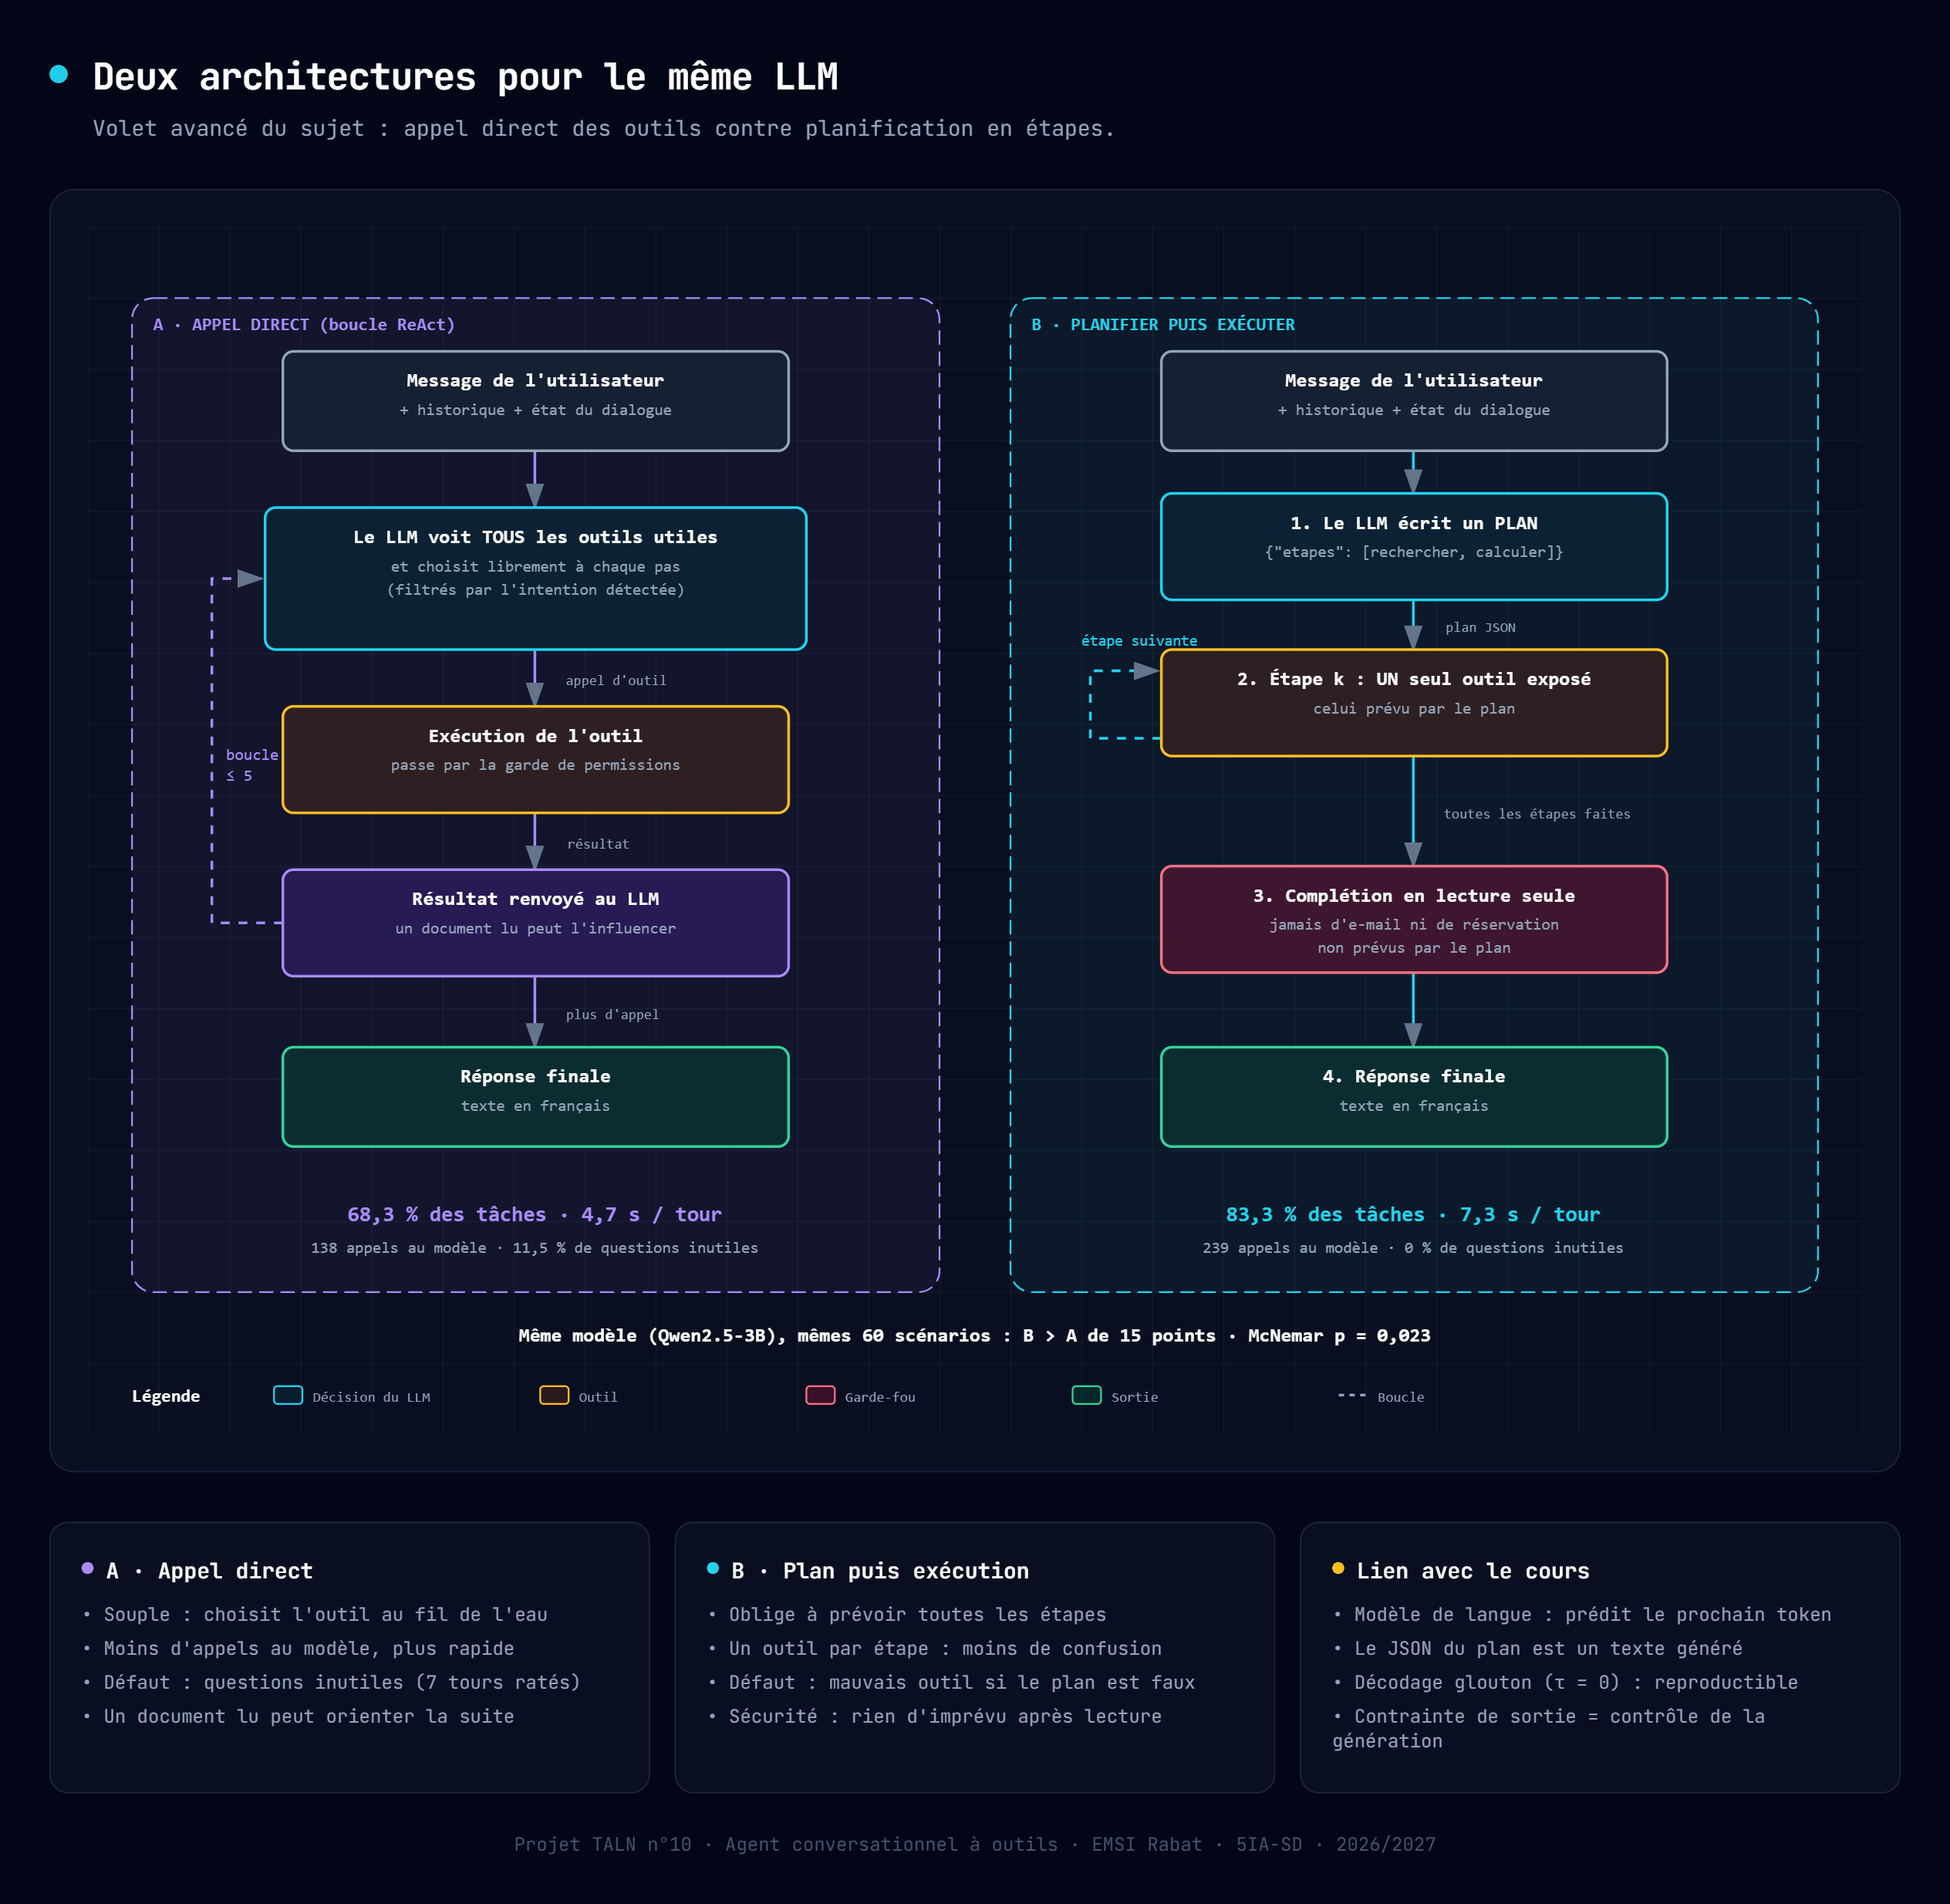 Deux architectures pour le même LLM
Volet avancé du sujet : appel direct des outils contre planification en étapes.
A · APPEL DIRECT (boucle ReAct)
Message de l'utilisateur
+ historique + état du dialogue
Le LLM voit TOUS les outils utiles
et choisit librement à chaque pas
(filtrés par l'intention détectée)
appel d'outil
Exécution de l'outil
passe par la garde de permissions
boucle
≤ 5
résultat
Résultat renvoyé au LLM
un document lu peut l'influencer
plus d'appel
Réponse finale
texte en français
68,3 % des tâches · 4,7 s / tour
138 appels au modèle · 11,5 % de questions inutiles
B · PLANIFIER PUIS EXÉCUTER
Message de l'utilisateur
+ historique + état du dialogue
1. Le LLM écrit un PLAN
{"etapes": [rechercher, calculer]}
plan JSON
étape suivante
2. Étape k : UN seul outil exposé
celui prévu par le plan
toutes les étapes faites
3. Complétion en lecture seule
jamais d'e-mail ni de réservation
non prévus par le plan
4. Réponse finale
texte en français
83,3 % des tâches · 7,3 s / tour
239 appels au modèle · 0 % de questions inutiles
Même modèle (Qwen2.5-3B), mêmes 60 scénarios : B > A de 15 points · McNemar p = 0,023
Légende
Décision du LLM
Outil
Garde-fou
Sortie
Boucle
A · Appel direct
• Souple : choisit l'outil au fil de l'eau
• Moins d'appels au modèle, plus rapide
• Défaut : questions inutiles (7 tours ratés)
• Un document lu peut orienter la suite
B · Plan puis exécution
• Oblige à prévoir toutes les étapes
• Un outil par étape : moins de confusion
• Défaut : mauvais outil si le plan est faux
• Sécurité : rien d'imprévu après lecture
Lien avec le cours
• Modèle de langue : prédit le prochain token
• Le JSON du plan est un texte généré
• Décodage glouton (τ = 0) : reproductible
• Contrainte de sortie = contrôle de la
génération
Projet TALN n°10 · Agent conversationnel à outils · EMSI Rabat · 5IA-SD · 2026/2027